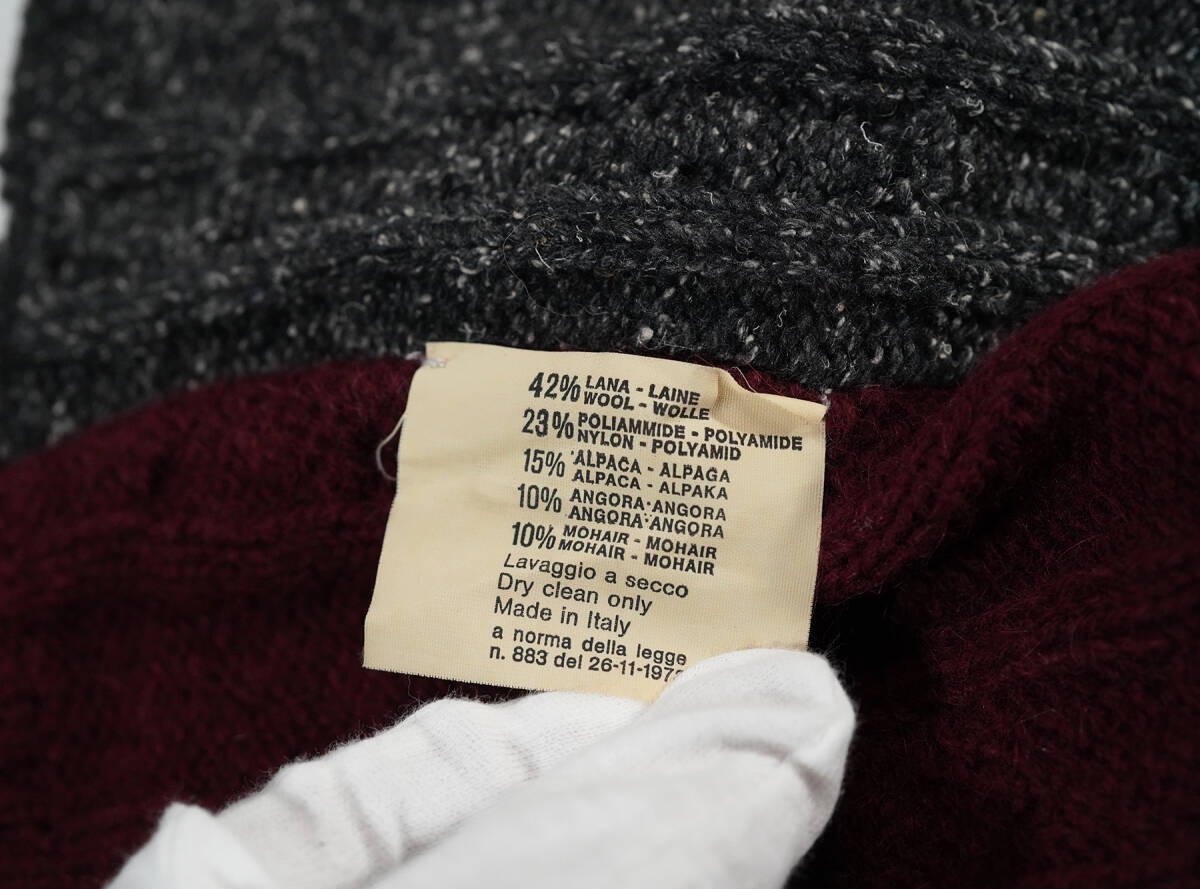 42% LANA - LAINE
WOOL - WOLLE
23% POLIAMMIDE - POLYAMIDE
NYLON - POLYAMID
15% ALPACA - ALPAGA
ALPACA - ALPAKA
10% ANGORA-ANGORA
ANGORA-ANGORA
10% MOHAIR - MOHAIR
MOHAIR - MOHAIR
Lavaggio a secco
Dry clean only
Made in Italy
a norma della legge
n. 883 del 26-11-197